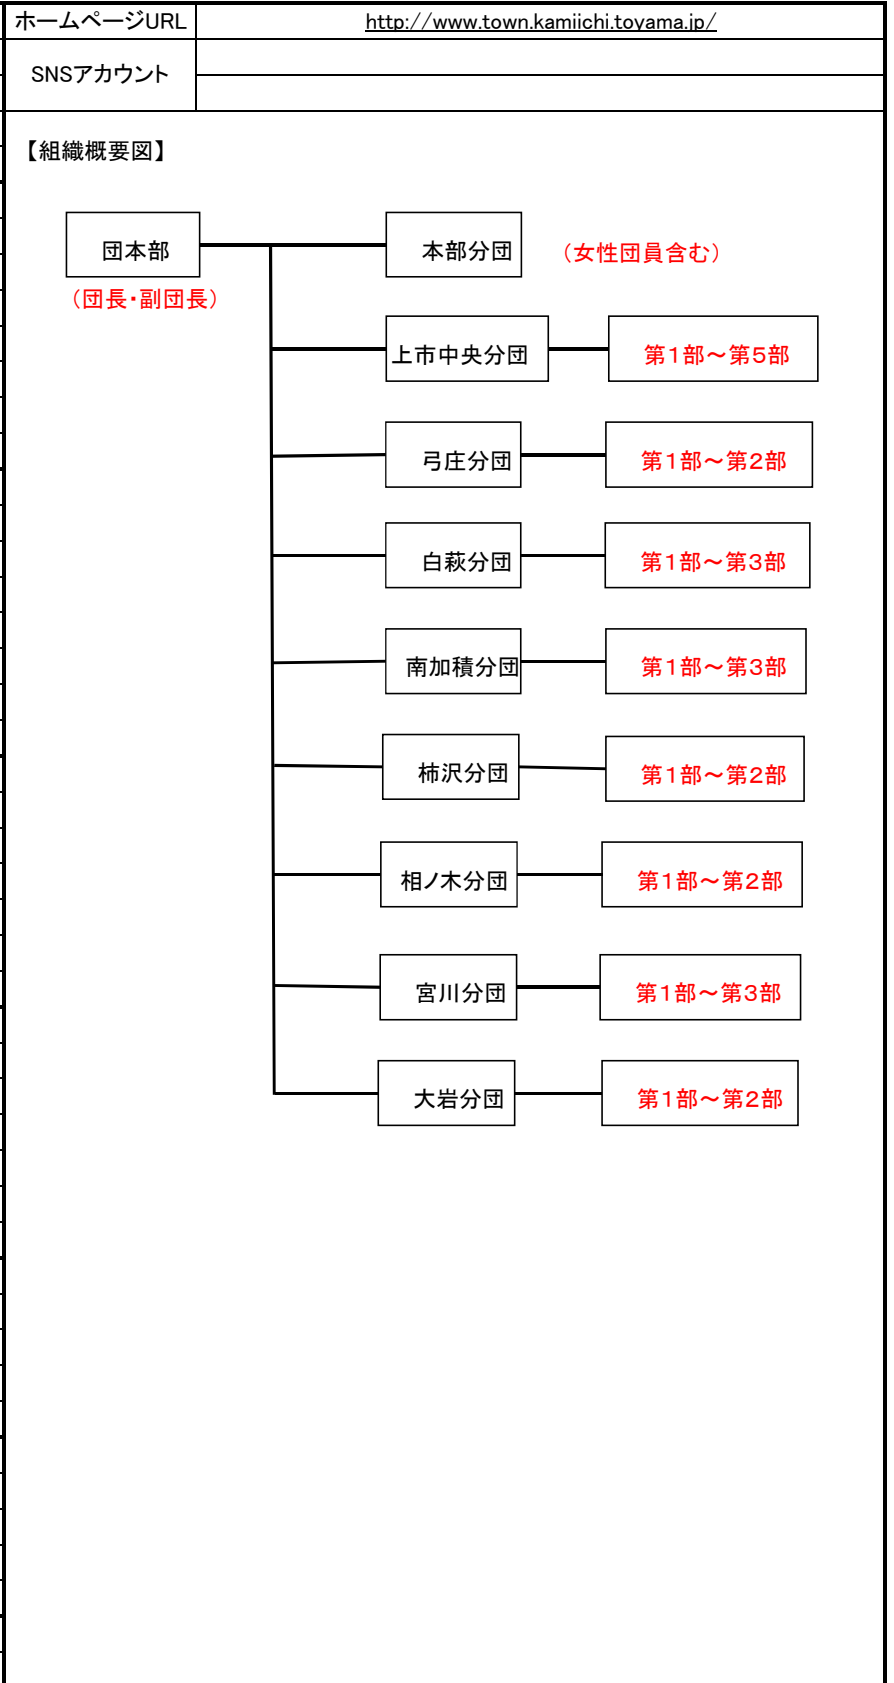 ホームページURL http://www.town.kamiichi.toyama.jp/
SNSアカウント
【組織概要図】
団本部 本部分団 （女性団員含む）
（団長・副団長）
上市中央分団 第1部～第5部
弓庄分団 第1部～第2部
白萩分団 第1部～第3部
南加積分団 第1部～第3部
柿沢分団 第1部～第2部
相ノ木分団 第1部～第2部
宮川分団 第1部～第3部
大岩分団 第1部～第2部